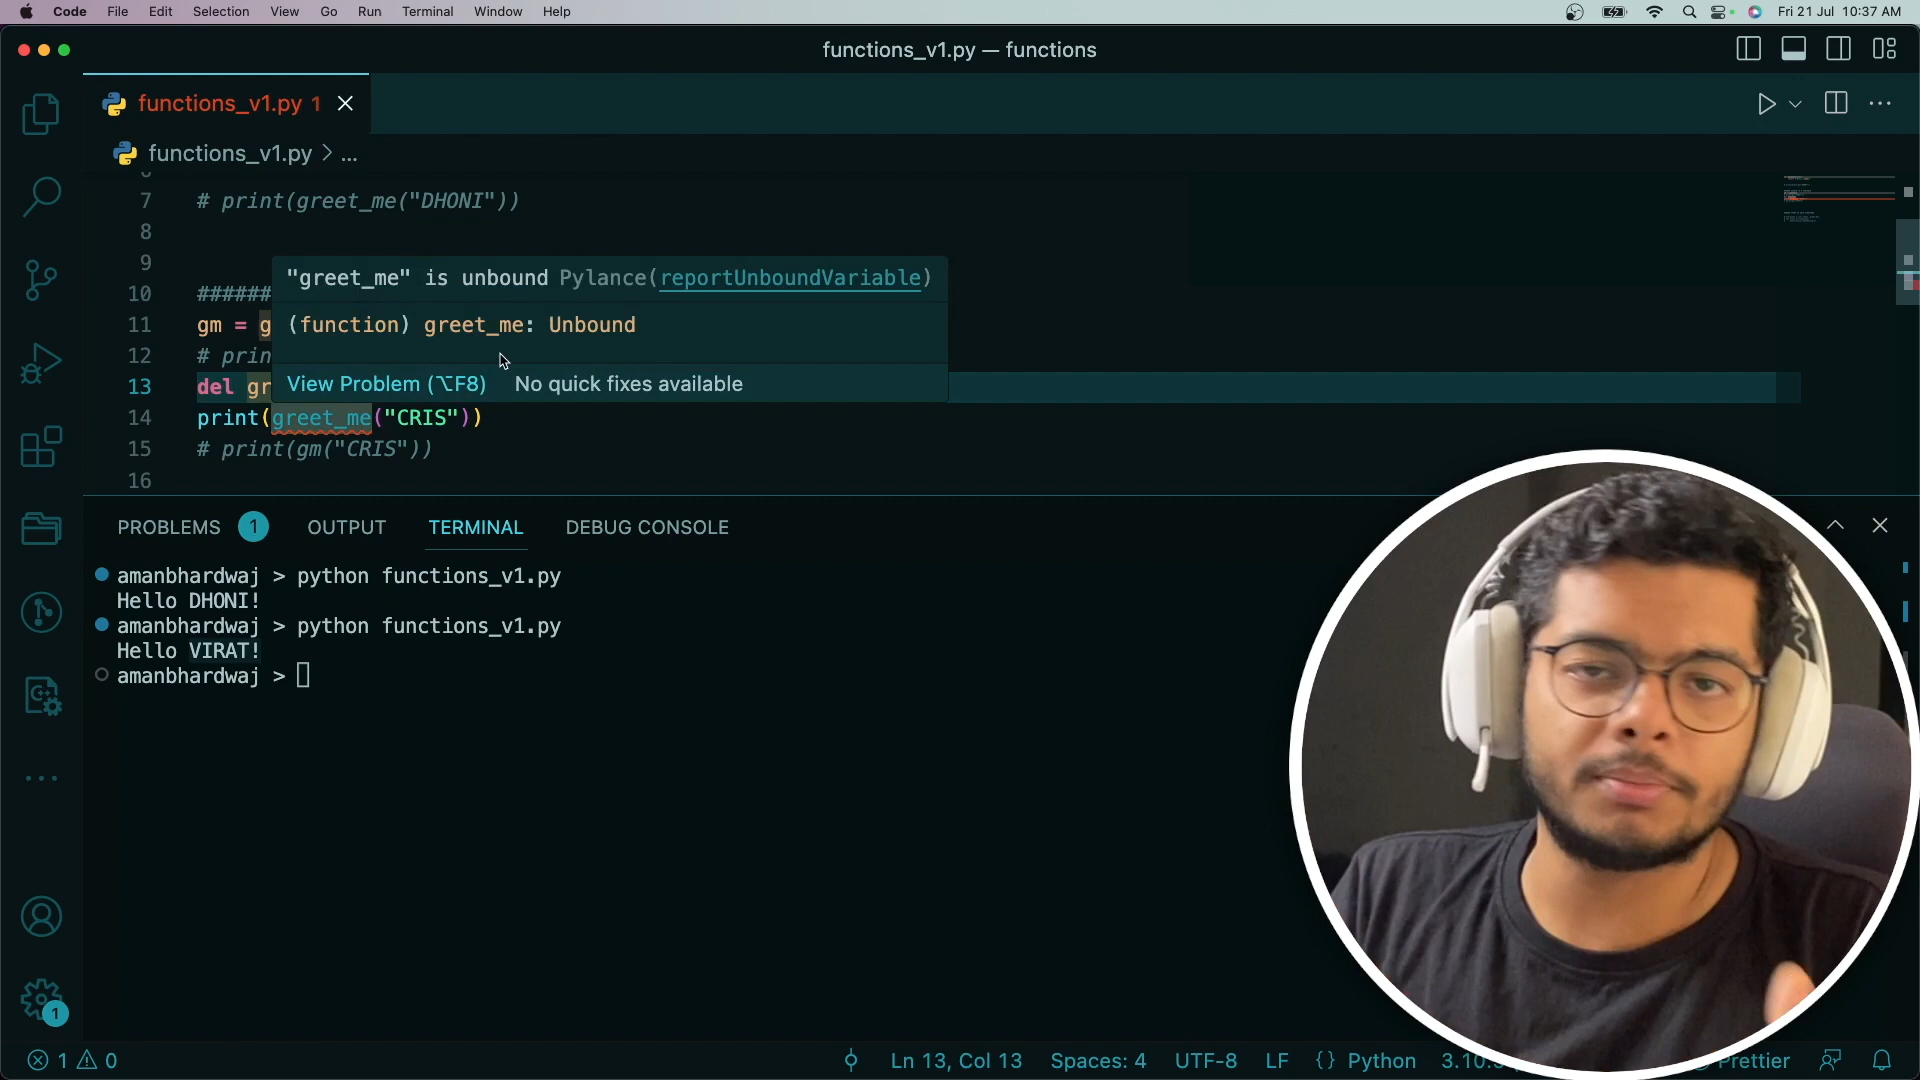 Code File Edit Selection View Go Run Terminal Window Help Fri 21 Jul 10:37 AM
functions_v1.py — functions
functions_v1.py 1
functions_v1.py > ...
7 # print(greet_me("DHONI"))
8
9
"greet_me" is unbound Pylance(reportUnboundVariable)
10 ######
11 gm = g
(function) greet_me: Unbound
12 # prin
13 del gr
View Problem (⌥F8) No quick fixes available
14 print(greet_me("CRIS"))
15 # print(gm("CRIS"))
16
PROBLEMS 1 OUTPUT TERMINAL DEBUG CONSOLE
amanbhardwaj > python functions_v1.py
Hello DHONI!
amanbhardwaj > python functions_v1.py
Hello VIRAT!
amanbhardwaj >
1
1 0 Ln 13, Col 13 Spaces: 4 UTF-8 LF {} Python 3.10. Prettier